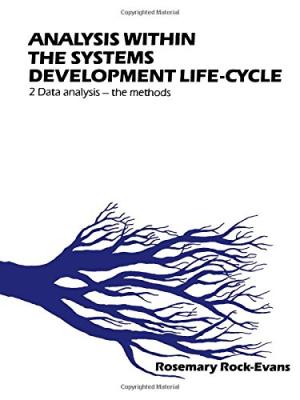 ANALYSIS WITHIN
THE SYSTEMS
DEVELOPMENT LIFE-CYCLE
2 Data analysis – the methods
Rosemary Rock-Evans